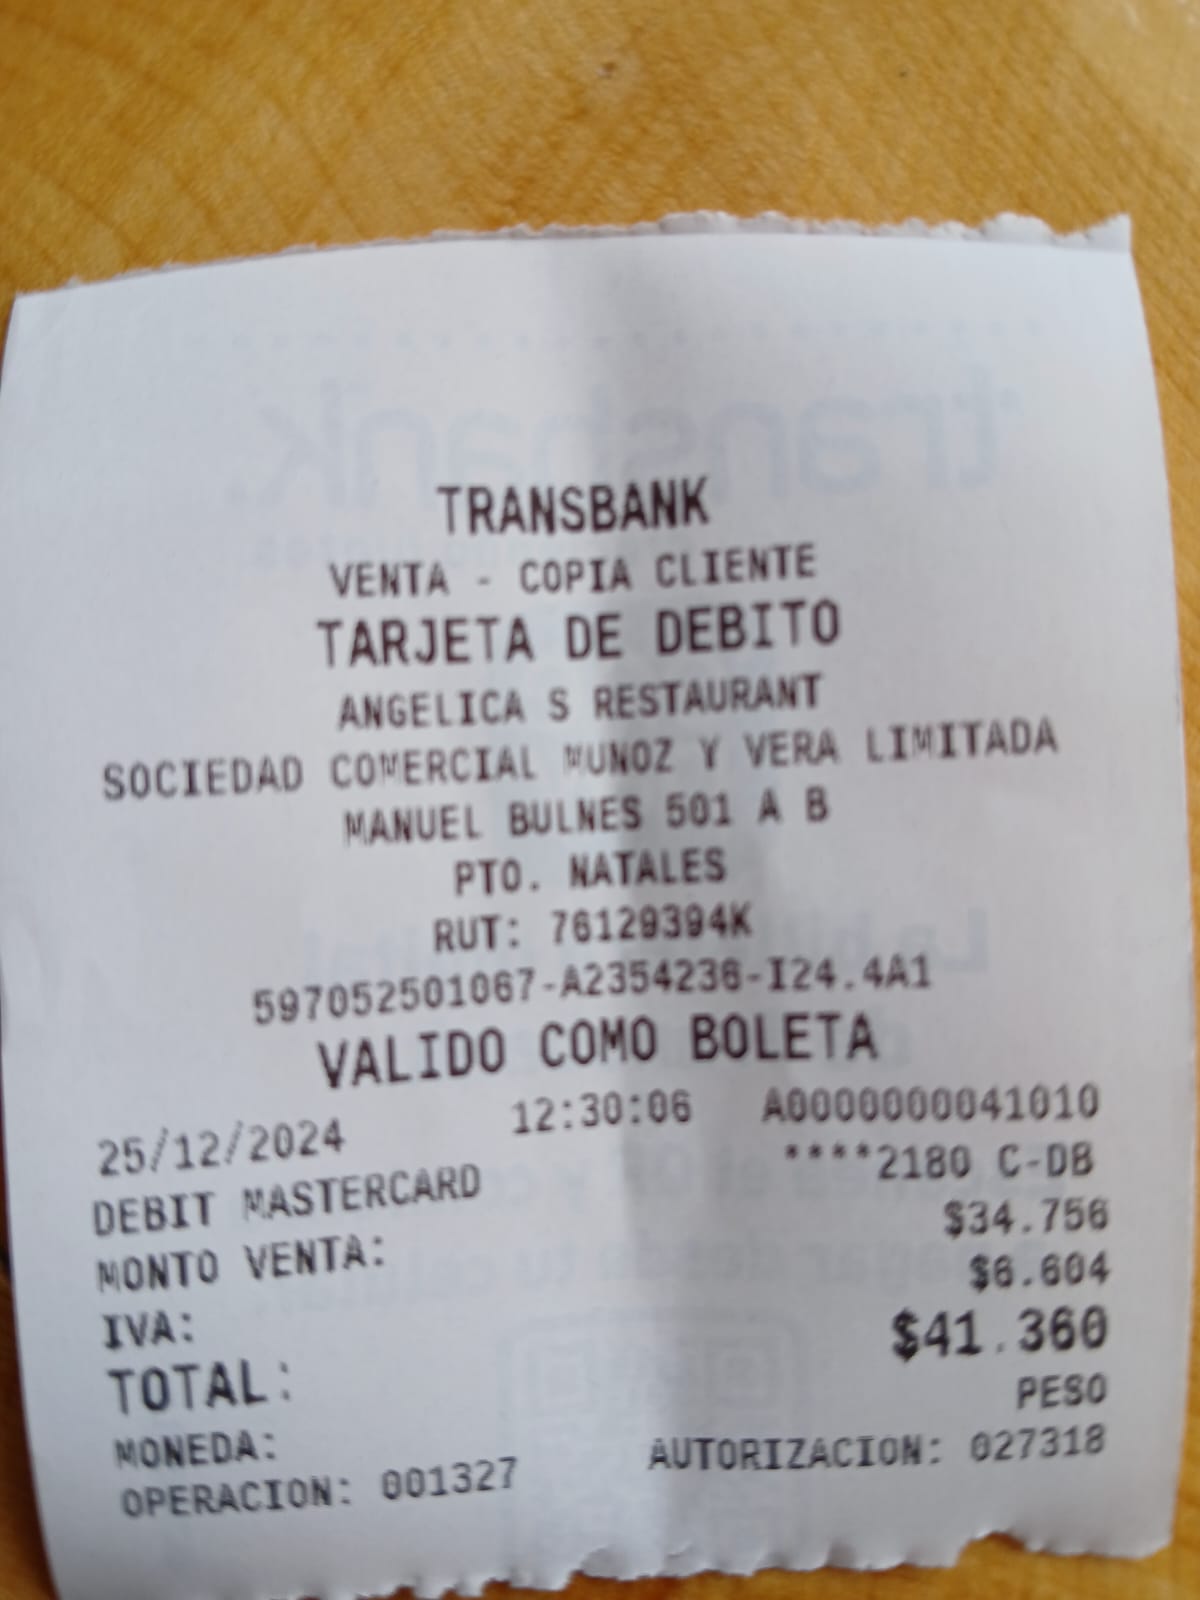 TRANSBANK
VENTA - COPIA CLIENTE
TARJETA DE DEBITO
ANGELICA S RESTAURANT
SOCIEDAD COMERCIAL MUNOZ Y VERA LIMITADA
MANUEL BULNES 501 A B
PTO. NATALES
RUT: 76129394K
597052501067-A2354236-I24.4A1
VALIDO COMO BOLETA
25/12/2024 12:30:06 A0000000041010
DEBIT MASTERCARD ****2180 C-DB
MONTO VENTA: $34.756
IVA: $6.604
TOTAL: $41.360
MONEDA: PESO
OPERACION: 001327 AUTORIZACION: 027318